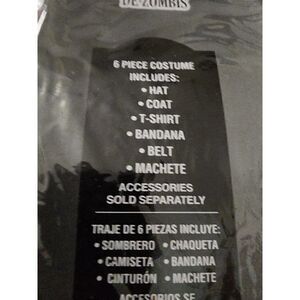 DE ZOMBIS
6 PIECE COSTUME
INCLUDES:
• HAT
• COAT
• T-SHIRT
• BANDANA
• BELT
• MACHETE
ACCESSORIES
SOLD SEPARATELY
TRAJE DE 6 PIEZAS INCLUYE:
• SOMBRERO • CHAQUETA
• CAMISETA • BANDANA
• CINTURÓN • MACHETE
ACCESORIOS SE